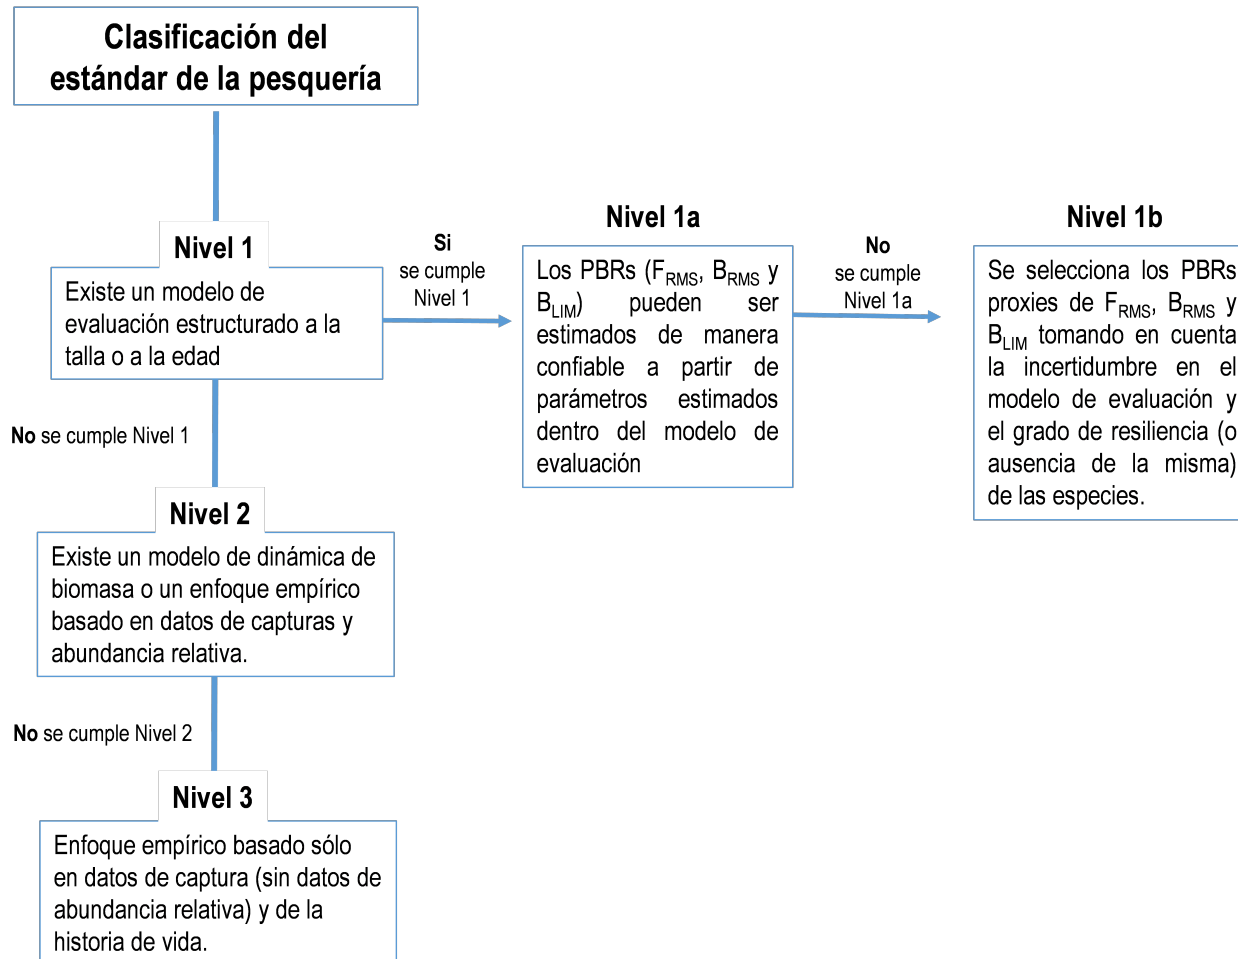 Clasificación del
estándar de la pesquería
Nivel 1
Existe un modelo de
evaluación estructurado a la
talla o a la edad
Si
se cumple
Nivel 1
Nivel 1a
Los PBRs (FRMS, BRMS y
BLIM) pueden ser
estimados de manera
confiable a partir de
parámetros estimados
dentro del modelo de
evaluación
No
se cumple
Nivel 1a
Nivel 1b
Se selecciona los PBRs
proxies de FRMS, BRMS y
BLIM tomando en cuenta
la incertidumbre en el
modelo de evaluación y
el grado de resiliencia (o
ausencia de la misma)
de las especies.
No se cumple Nivel 1
Nivel 2
Existe un modelo de dinámica de
biomasa o un enfoque empírico
basado en datos de capturas y
abundancia relativa.
No se cumple Nivel 2
Nivel 3
Enfoque empírico basado sólo
en datos de captura (sin datos de
abundancia relativa) y de la
historia de vida.